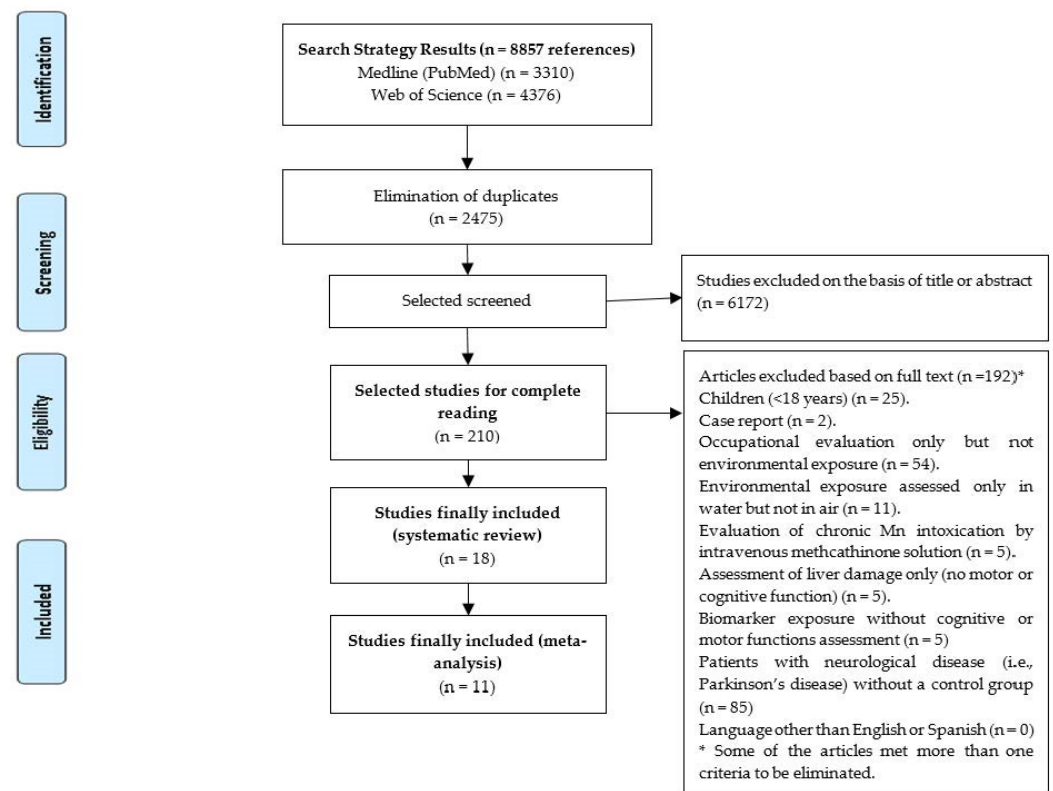 Identification
Search Strategy Results (n = 8857 references)
Medline (PubMed) (n = 3310)
Web of Science (n = 4376)
Elimination of duplicates
(n = 2475)
Screening
Selected screened
Studies excluded on the basis of title or abstract
(n = 6172)
Eligibility
Selected studies for complete
reading
(n = 210)
Articles excluded based on full text (n =192)*
Children (<18 years) (n = 25).
Case report (n = 2).
Occupational evaluation only but not
environmental exposure (n = 54).
Environmental exposure assessed only in
water but not in air (n = 11).
Evaluation of chronic Mn intoxication by
intravenous methcathinone solution (n = 5).
Assessment of liver damage only (no motor or
cognitive function) (n = 5).
Biomarker exposure without cognitive or
motor functions assessment (n = 5)
Patients with neurological disease (i.e.,
Parkinson's disease) without a control group
(n = 85)
Language other than English or Spanish (n = 0)
* Some of the articles met more than one
criteria to be eliminated.
Included
Studies finally included
(systematic review)
(n = 18)
Studies finally included (meta-
analysis)
(n = 11)